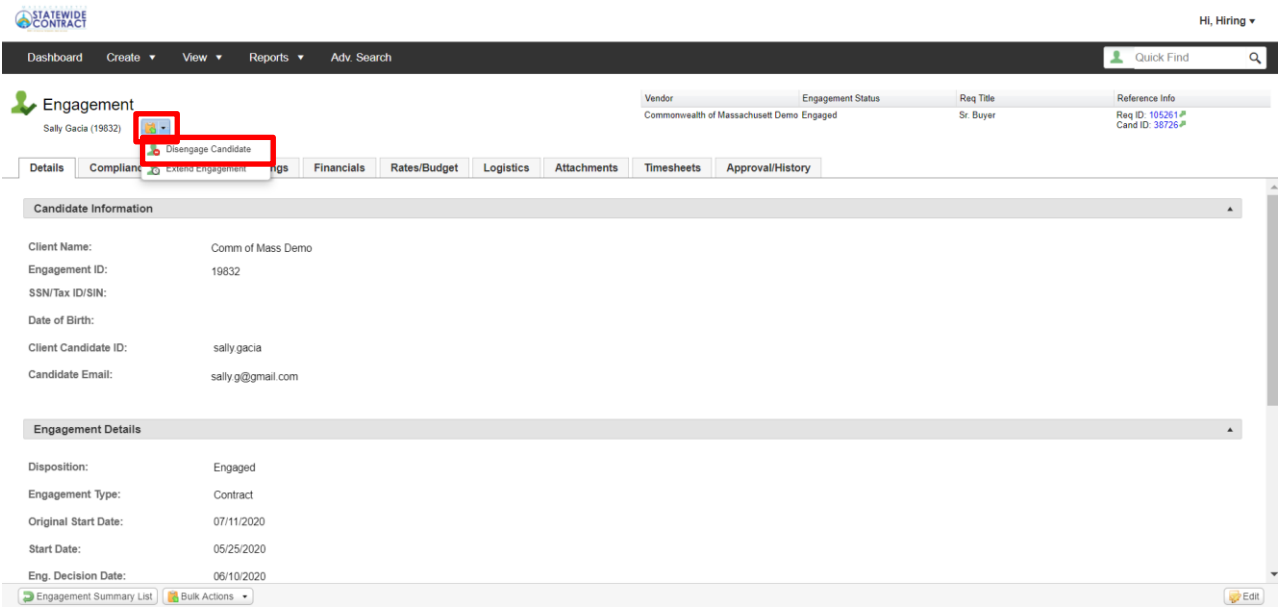 STATEWIDE
CONTRACT
Hi, Hiring ▾
Dashboard Create ▾ View ▾ Reports ▾ Adv. Search Quick Find
Engagement
Sally Gacia (19832)
Vendor Engagement Status Req Title Reference Info
Commonwealth of Massachusett Demo Engaged Sr. Buyer Req ID: 105261
Cand ID: 38726
Disengage Candidate
Extend Engagement
Details Complianc ngs Financials Rates/Budget Logistics Attachments Timesheets Approval/History
Candidate Information
Client Name: Comm of Mass Demo
Engagement ID: 19832
SSN/Tax ID/SIN:
Date of Birth:
Client Candidate ID: sally.gacia
Candidate Email: sally.g@gmail.com
Engagement Details
Disposition: Engaged
Engagement Type: Contract
Original Start Date: 07/11/2020
Start Date: 05/25/2020
Eng. Decision Date: 06/10/2020
Engagement Summary List Bulk Actions ▾ Edit